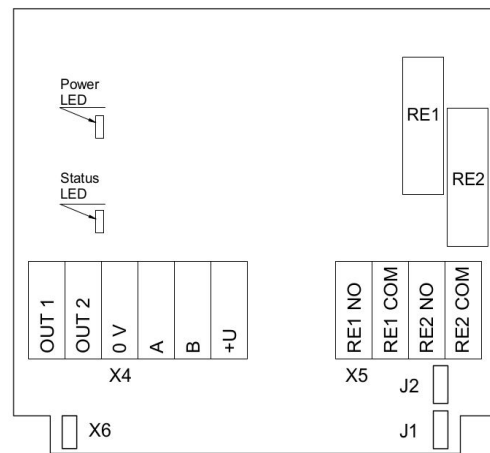 Power
LED
RE1
RE2
Status
LED
OUT 1
OUT 2
0 V
A
B
+U
RE1 NO
RE1 COM
RE2 NO
RE2 COM
X4
X5
J2
X6
J1